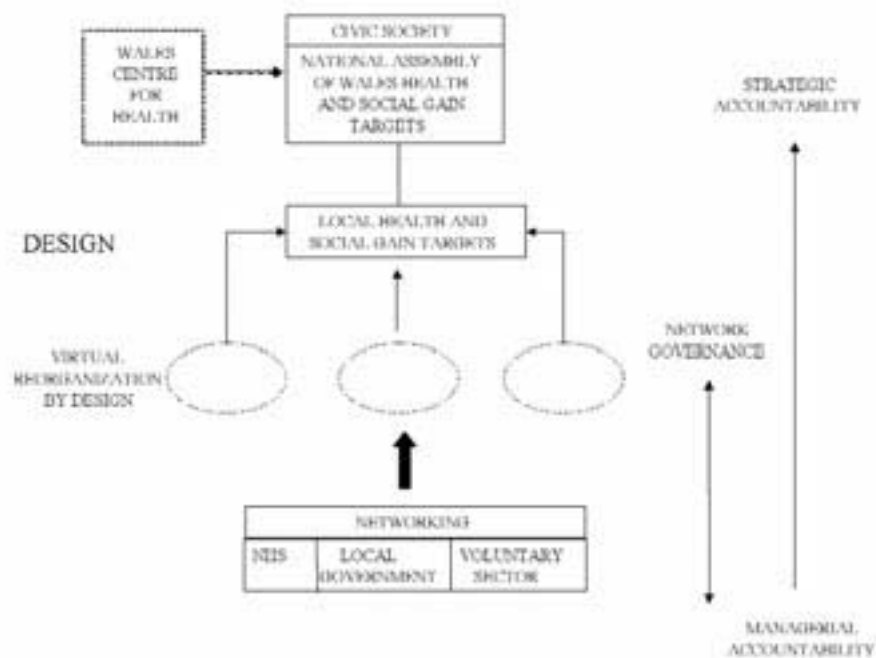 CIVIC SOCIETY
WALES
CENTRE
FOR
HEALTH
NATIONAL ASSEMBLY
OF WALES HEALTH
AND SOCIAL GAIN
TARGETS
STRATEGIC
ACCOUNTABILITY
LOCAL HEALTH AND
SOCIAL GAIN TARGETS
DESIGN
NETWORK
GOVERNANCE
VIRTUAL
REORGANIZATION
BY DESIGN
NETWORKING
NHS
LOCAL
GOVERNMENT
VOLUNTARY
SECTOR
MANAGERIAL
ACCOUNTABILITY